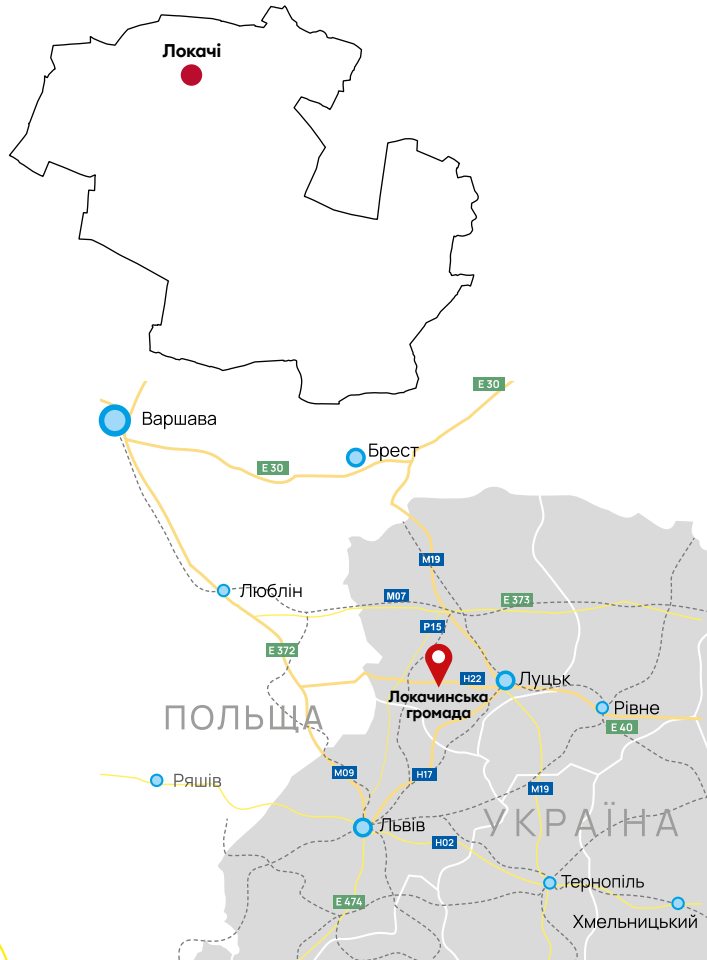 Локачі
E 30
Варшава
Брест
E 30
M19
Люблін
M07
E 373
P15
E 372
H22
Луцьк
Локачинська
громада
Рівне
ПОЛЬЩА
E 40
M09
H17
Ряшів
M19
Львів
УКРАЇНА
H02
Тернопіль
E 474
Хмельницький